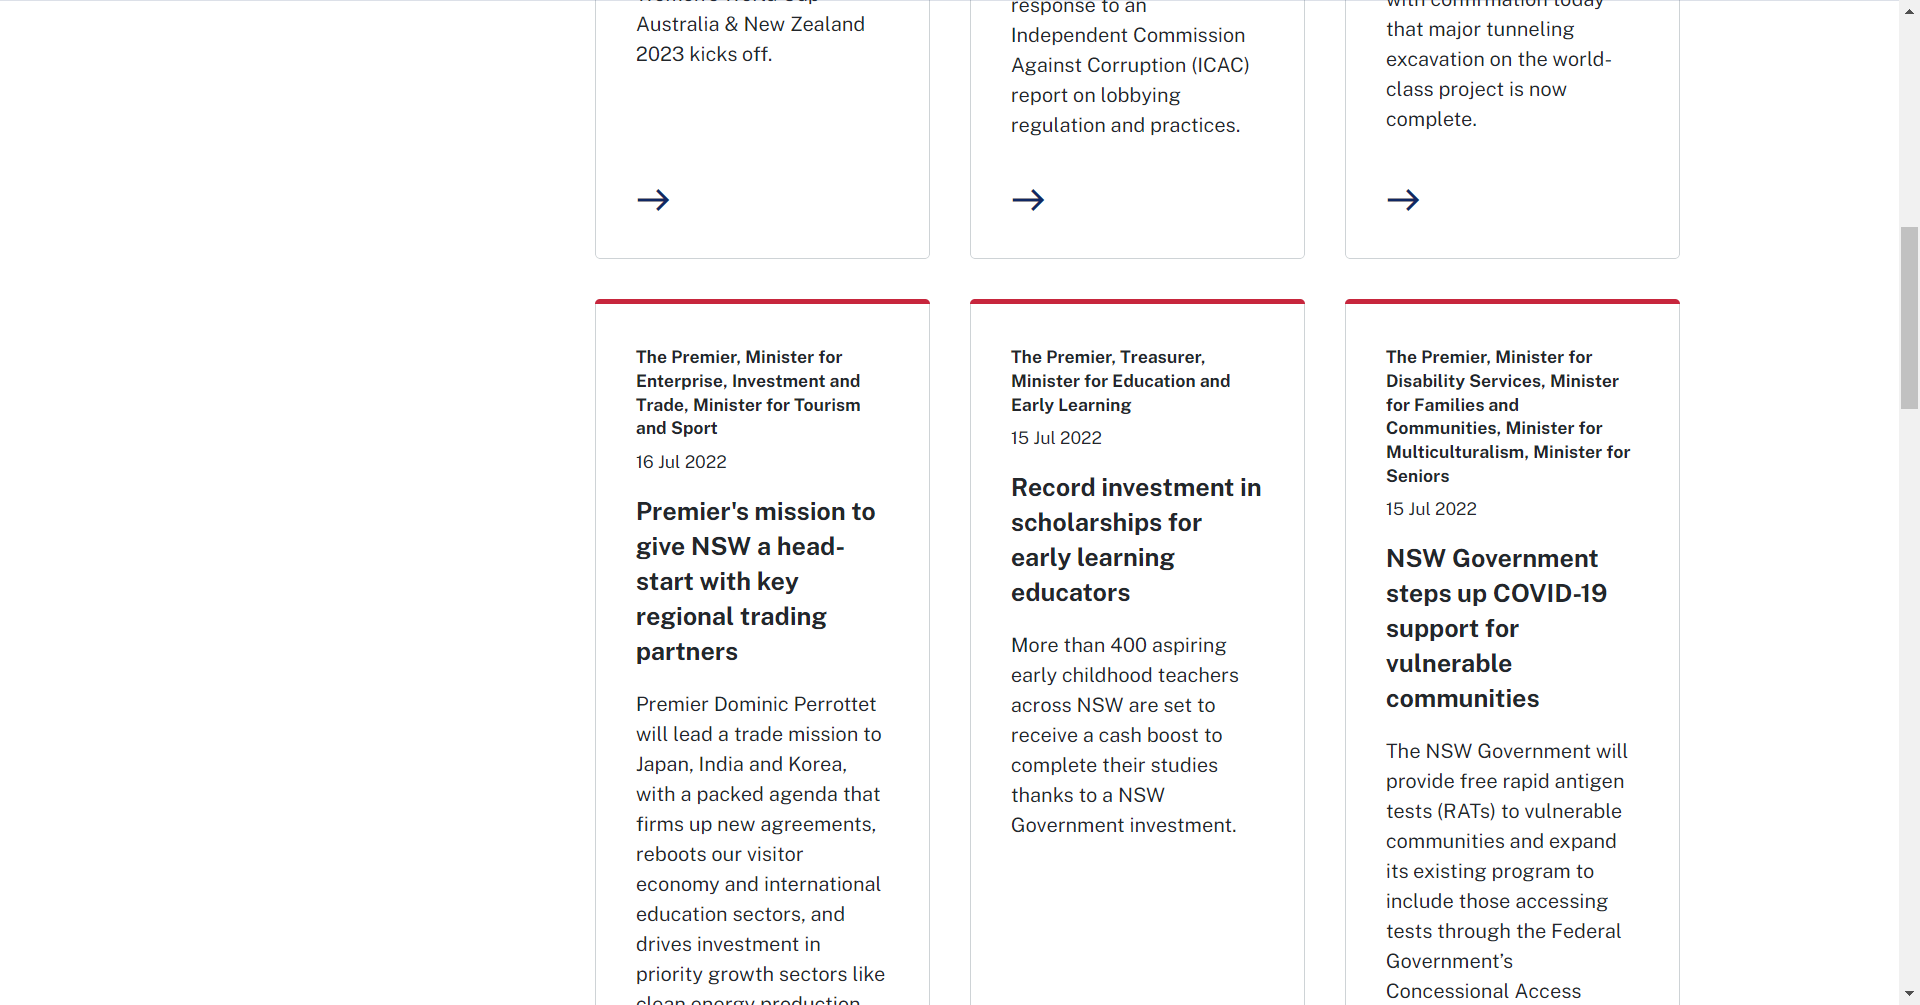 Australia & New Zealand
2023 kicks off.
response to an
Independent Commission
Against Corruption (ICAC)
report on lobbying
regulation and practices.
with confirmation today
that major tunneling
excavation on the world-
class project is now
complete.
The Premier, Minister for
Enterprise, Investment and
Trade, Minister for Tourism
and Sport
16 Jul 2022
Premier's mission to
give NSW a head-
start with key
regional trading
partners
Premier Dominic Perrottet
will lead a trade mission to
Japan, India and Korea,
with a packed agenda that
firms up new agreements,
reboots our visitor
economy and international
education sectors, and
drives investment in
priority growth sectors like
clean energy production
The Premier, Treasurer,
Minister for Education and
Early Learning
15 Jul 2022
Record investment in
scholarships for
early learning
educators
More than 400 aspiring
early childhood teachers
across NSW are set to
receive a cash boost to
complete their studies
thanks to a NSW
Government investment.
The Premier, Minister for
Disability Services, Minister
for Families and
Communities, Minister for
Multiculturalism, Minister for
Seniors
15 Jul 2022
NSW Government
steps up COVID-19
support for
vulnerable
communities
The NSW Government will
provide free rapid antigen
tests (RATs) to vulnerable
communities and expand
its existing program to
include those accessing
tests through the Federal
Government’s
Concessional Access